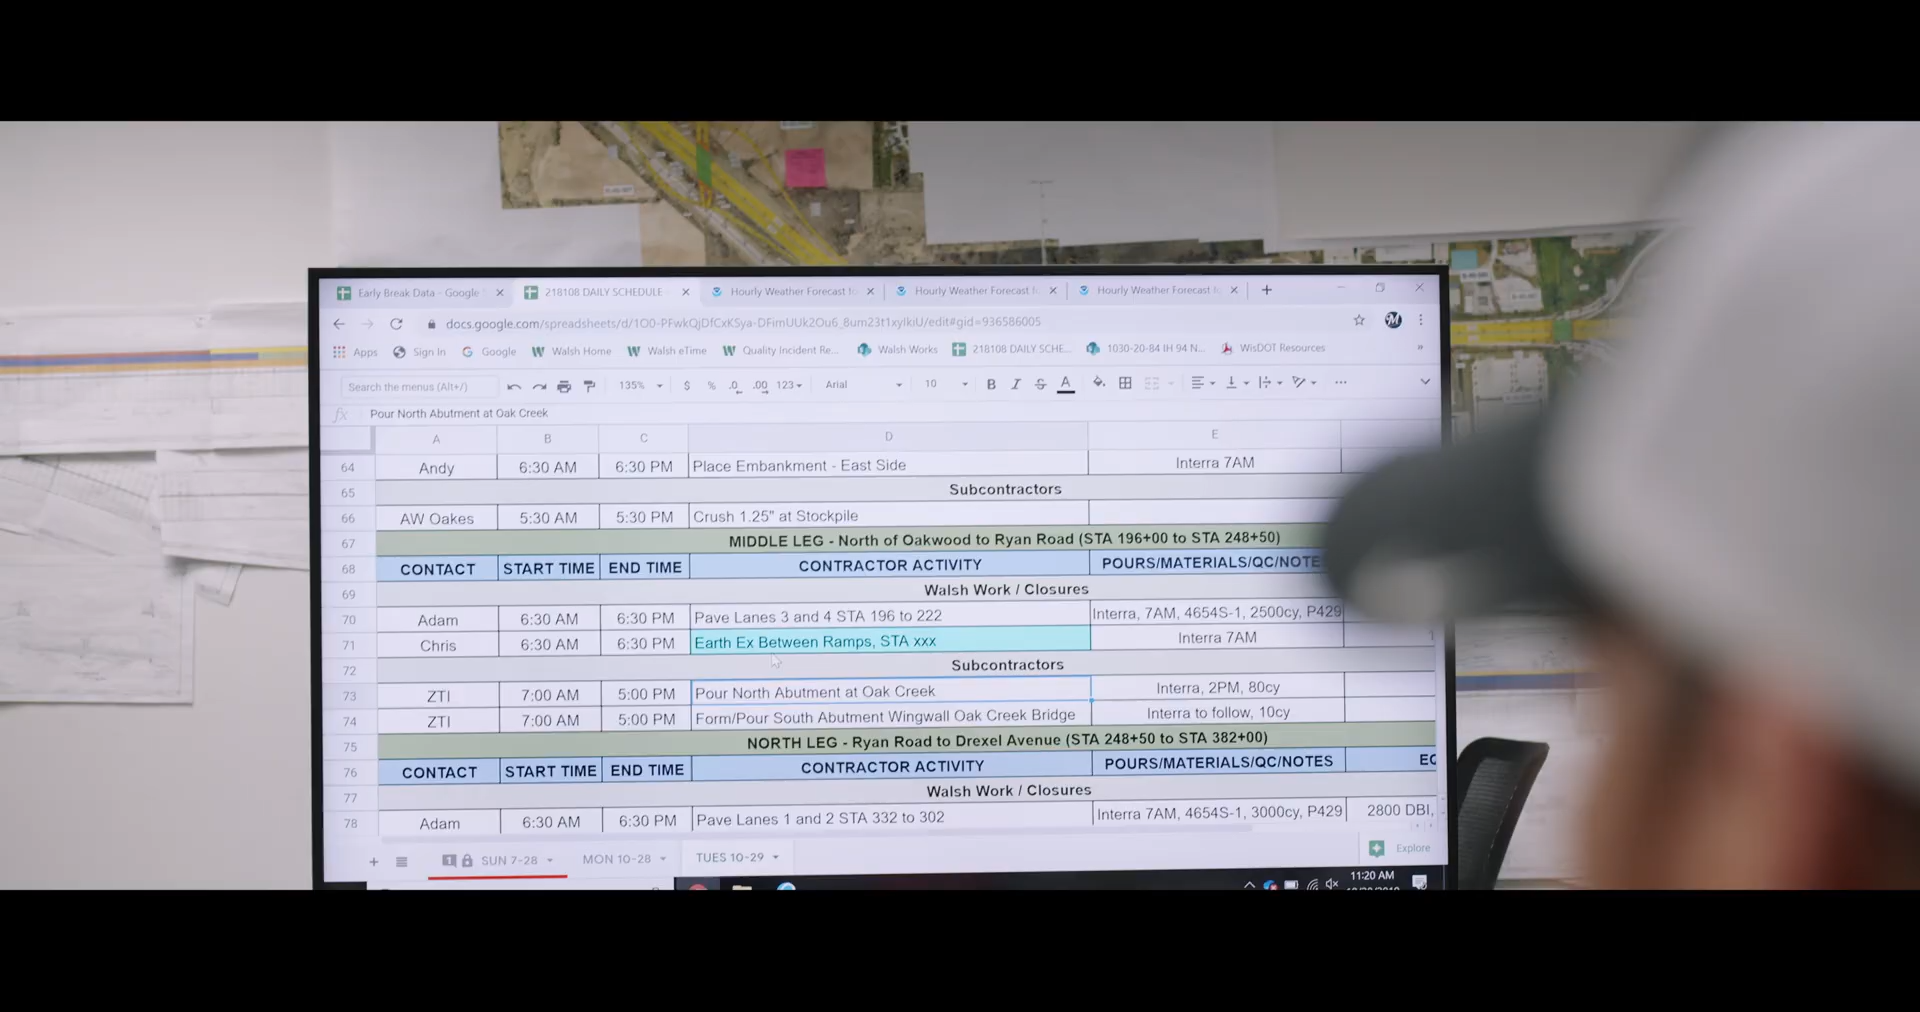 Early Break Data - Google
218108 DAILY SCHEDULE
Hourly Weather Forecast
Hourly Weather Forecast
Hourly Weather Forecast
docs.google.com/spreadsheets/d/1O0-PFwkQjDfCxKSya-DFimUUk2Ou6_8um23t1xyIkiU/edit#gid=936586005
Apps Sign In Google Walsh Home Walsh eTime Quality Incident Re... Walsh Works 218108 DAILY SCHE... 1030-20-84 IH 94 N... WisDOT Resources »
Search the menus (Alt+/) 135% $ % .0 .00 123 Arial 10 B I S A ...
fx Pour North Abutment at Oak Creek
A B C D E
64 Andy 6:30 AM 6:30 PM Place Embankment - East Side Interra 7AM
65 Subcontractors
66 AW Oakes 5:30 AM 5:30 PM Crush 1.25" at Stockpile
67 MIDDLE LEG - North of Oakwood to Ryan Road (STA 196+00 to STA 248+50)
68 CONTACT START TIME END TIME CONTRACTOR ACTIVITY POURS/MATERIALS/QC/NOTE
69 Walsh Work / Closures
70 Adam 6:30 AM 6:30 PM Pave Lanes 3 and 4 STA 196 to 222 Interra, 7AM, 4654S-1, 2500cy, P429
71 Chris 6:30 AM 6:30 PM Earth Ex Between Ramps, STA xxx Interra 7AM 1
72 Subcontractors
73 ZTI 7:00 AM 5:00 PM Pour North Abutment at Oak Creek Interra, 2PM, 80cy
74 ZTI 7:00 AM 5:00 PM Form/Pour South Abutment Wingwall Oak Creek Bridge Interra to follow, 10cy
75 NORTH LEG - Ryan Road to Drexel Avenue (STA 248+50 to STA 382+00)
76 CONTACT START TIME END TIME CONTRACTOR ACTIVITY POURS/MATERIALS/QC/NOTES EQ
77 Walsh Work / Closures
78 Adam 6:30 AM 6:30 PM Pave Lanes 1 and 2 STA 332 to 302 Interra 7AM, 4654S-1, 3000cy, P429 2800 DBI,
+ 1 SUN 7-28 MON 10-28 TUES 10-29 Explore
11:20 AM